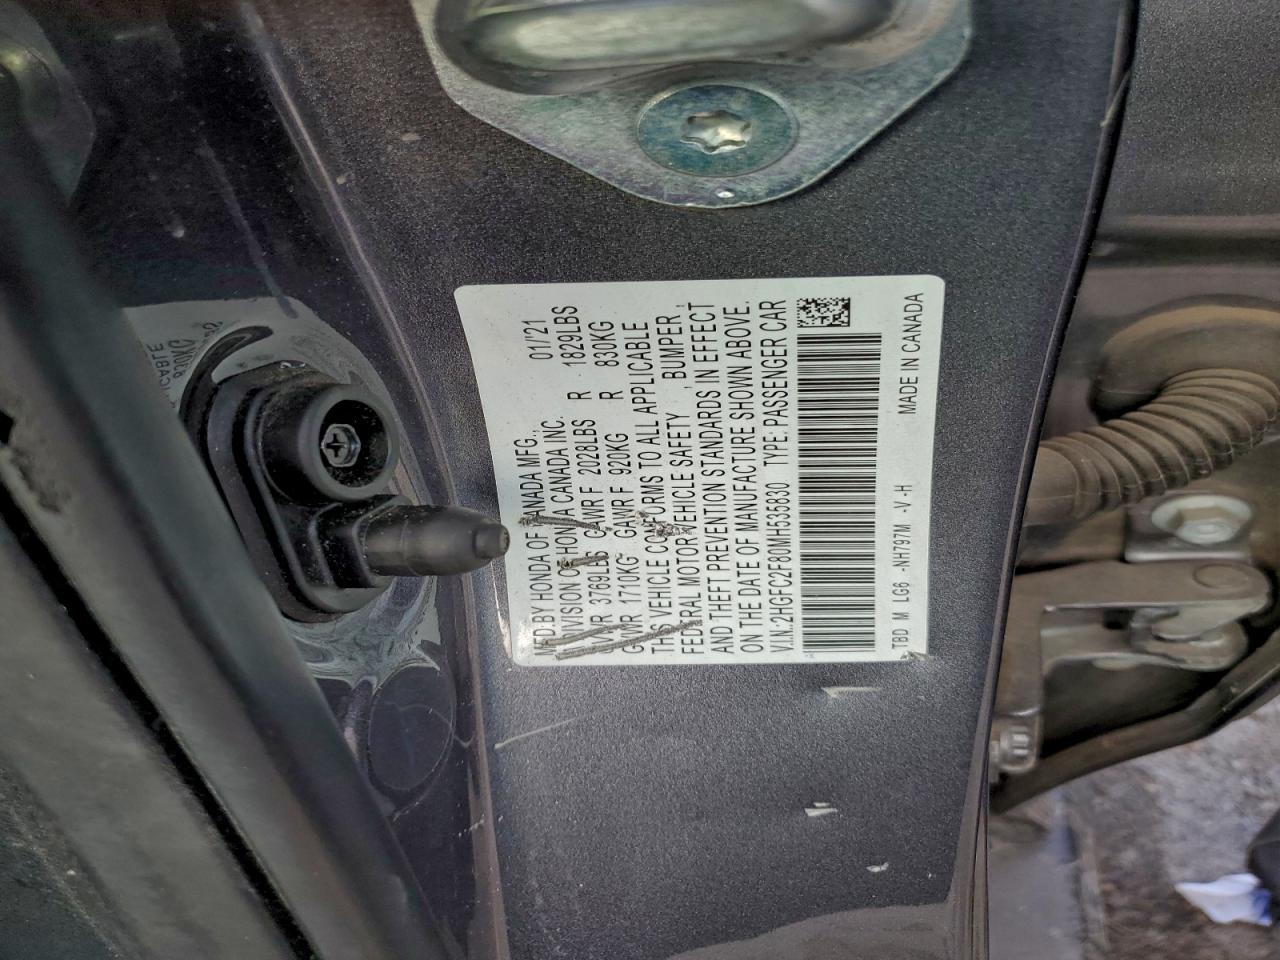 MFD.BY HONDA OF CANADA MFG., 01/'21
DIVISION OF HONDA CANADA INC.
GVWR 3769LBS GAWR F 2028LBS R 1829LBS
GVWR 1710KG GAWR F 920KG R 830KG
THIS VEHICLE CONFORMS TO ALL APPLICABLE
FEDERAL MOTOR VEHICLE SAFETY , BUMPER ,
AND THEFT PREVENTION STANDARDS IN EFFECT
ON THE DATE OF MANUFACTURE SHOWN ABOVE.
V.I.N.:2HGFC2F80MH535830 TYPE: PASSENGER CAR
TBD M LG6 -NH797M -V -H MADE IN CANADA
ICABLE
830KG